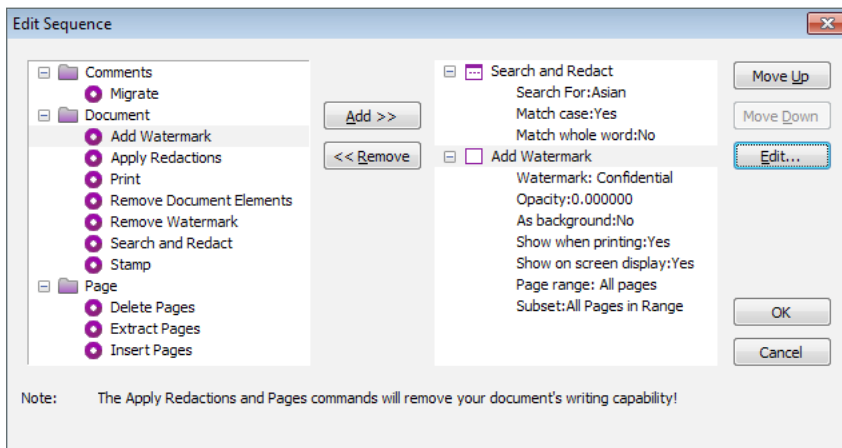 Edit Sequence
Comments
Migrate
Document
Add Watermark
Apply Redactions
Print
Remove Document Elements
Remove Watermark
Search and Redact
Stamp
Page
Delete Pages
Extract Pages
Insert Pages
Add >>
<< Remove
Search and Redact
Search For:Asian
Match case:Yes
Match whole word:No
Add Watermark
Watermark: Confidential
Opacity:0.000000
As background:No
Show when printing:Yes
Show on screen display:Yes
Page range: All pages
Subset:All Pages in Range
Move Up
Move Down
Edit...
OK
Cancel
Note: The Apply Redactions and Pages commands will remove your document's writing capability!